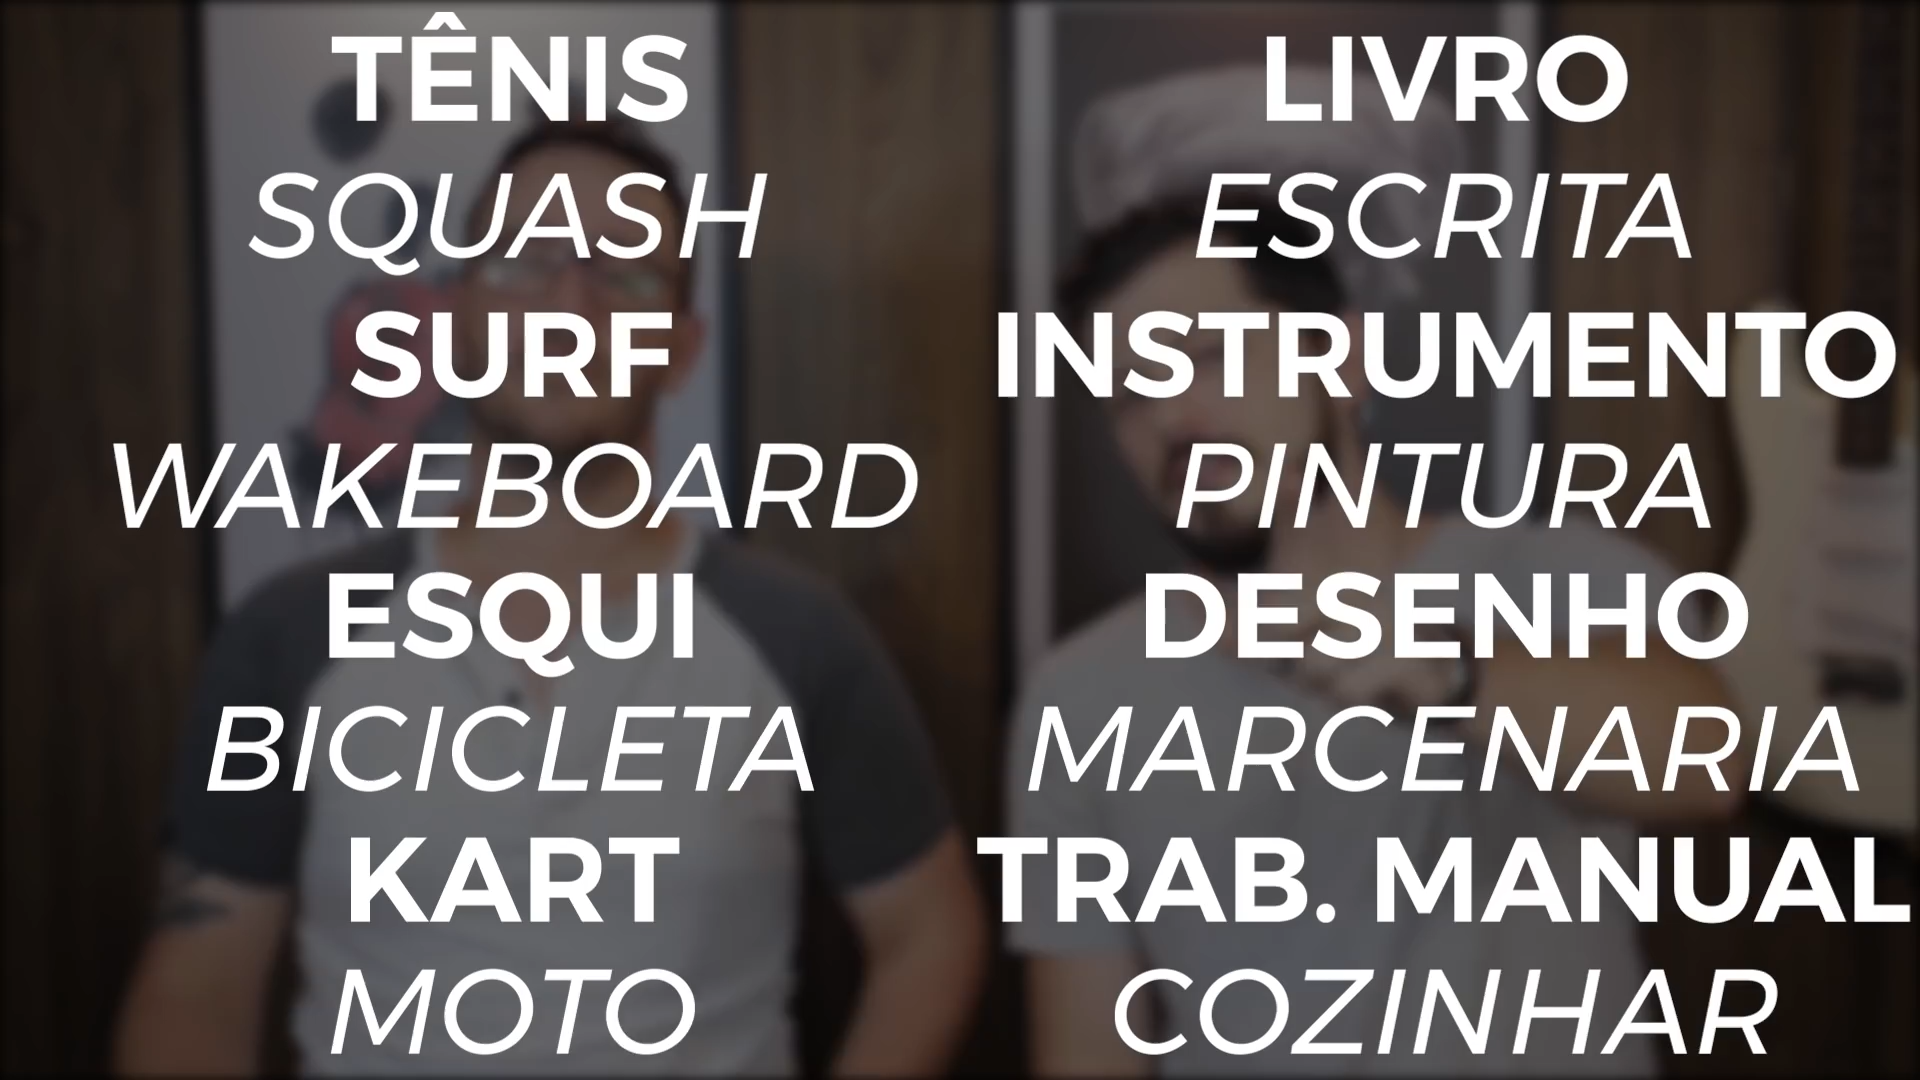 TÊNIS
SQUASH
SURF
WAKEBOARD
ESQUI
BICICLETA
KART
MOTO
LIVRO
ESCRITA
INSTRUMENTO
PINTURA
DESENHO
MARCENARIA
TRAB. MANUAL
COZINHAR